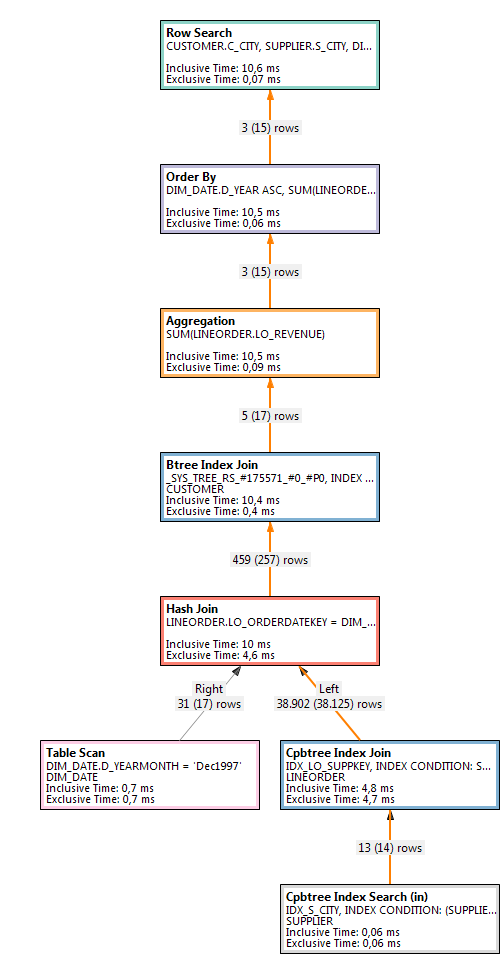 Row Search
CUSTOMER.C_CITY, SUPPLIER.S_CITY, DI...
Inclusive Time: 10,6 ms
Exclusive Time: 0,07 ms
3 (15) rows
Order By
DIM_DATE.D_YEAR ASC, SUM(LINEORDE...
Inclusive Time: 10,5 ms
Exclusive Time: 0,06 ms
3 (15) rows
Aggregation
SUM(LINEORDER.LO_REVENUE)
Inclusive Time: 10,5 ms
Exclusive Time: 0,09 ms
5 (17) rows
Btree Index Join
_SYS_TREE_RS_#175571_#0_#P0, INDEX ...
CUSTOMER
Inclusive Time: 10,4 ms
Exclusive Time: 0,4 ms
459 (257) rows
Hash Join
LINEORDER.LO_ORDERDATEKEY = DIM_...
Inclusive Time: 10 ms
Exclusive Time: 4,6 ms
Right
31 (17) rows
Left
38.902 (38.125) rows
Table Scan
DIM_DATE.D_YEARMONTH = 'Dec1997'
DIM_DATE
Inclusive Time: 0,7 ms
Exclusive Time: 0,7 ms
Cpbtree Index Join
IDX_LO_SUPPKEY, INDEX CONDITION: S...
LINEORDER
Inclusive Time: 4,8 ms
Exclusive Time: 4,7 ms
13 (14) rows
Cpbtree Index Search (in)
IDX_S_CITY, INDEX CONDITION: (SUPPLIE...
SUPPLIER
Inclusive Time: 0,06 ms
Exclusive Time: 0,06 ms